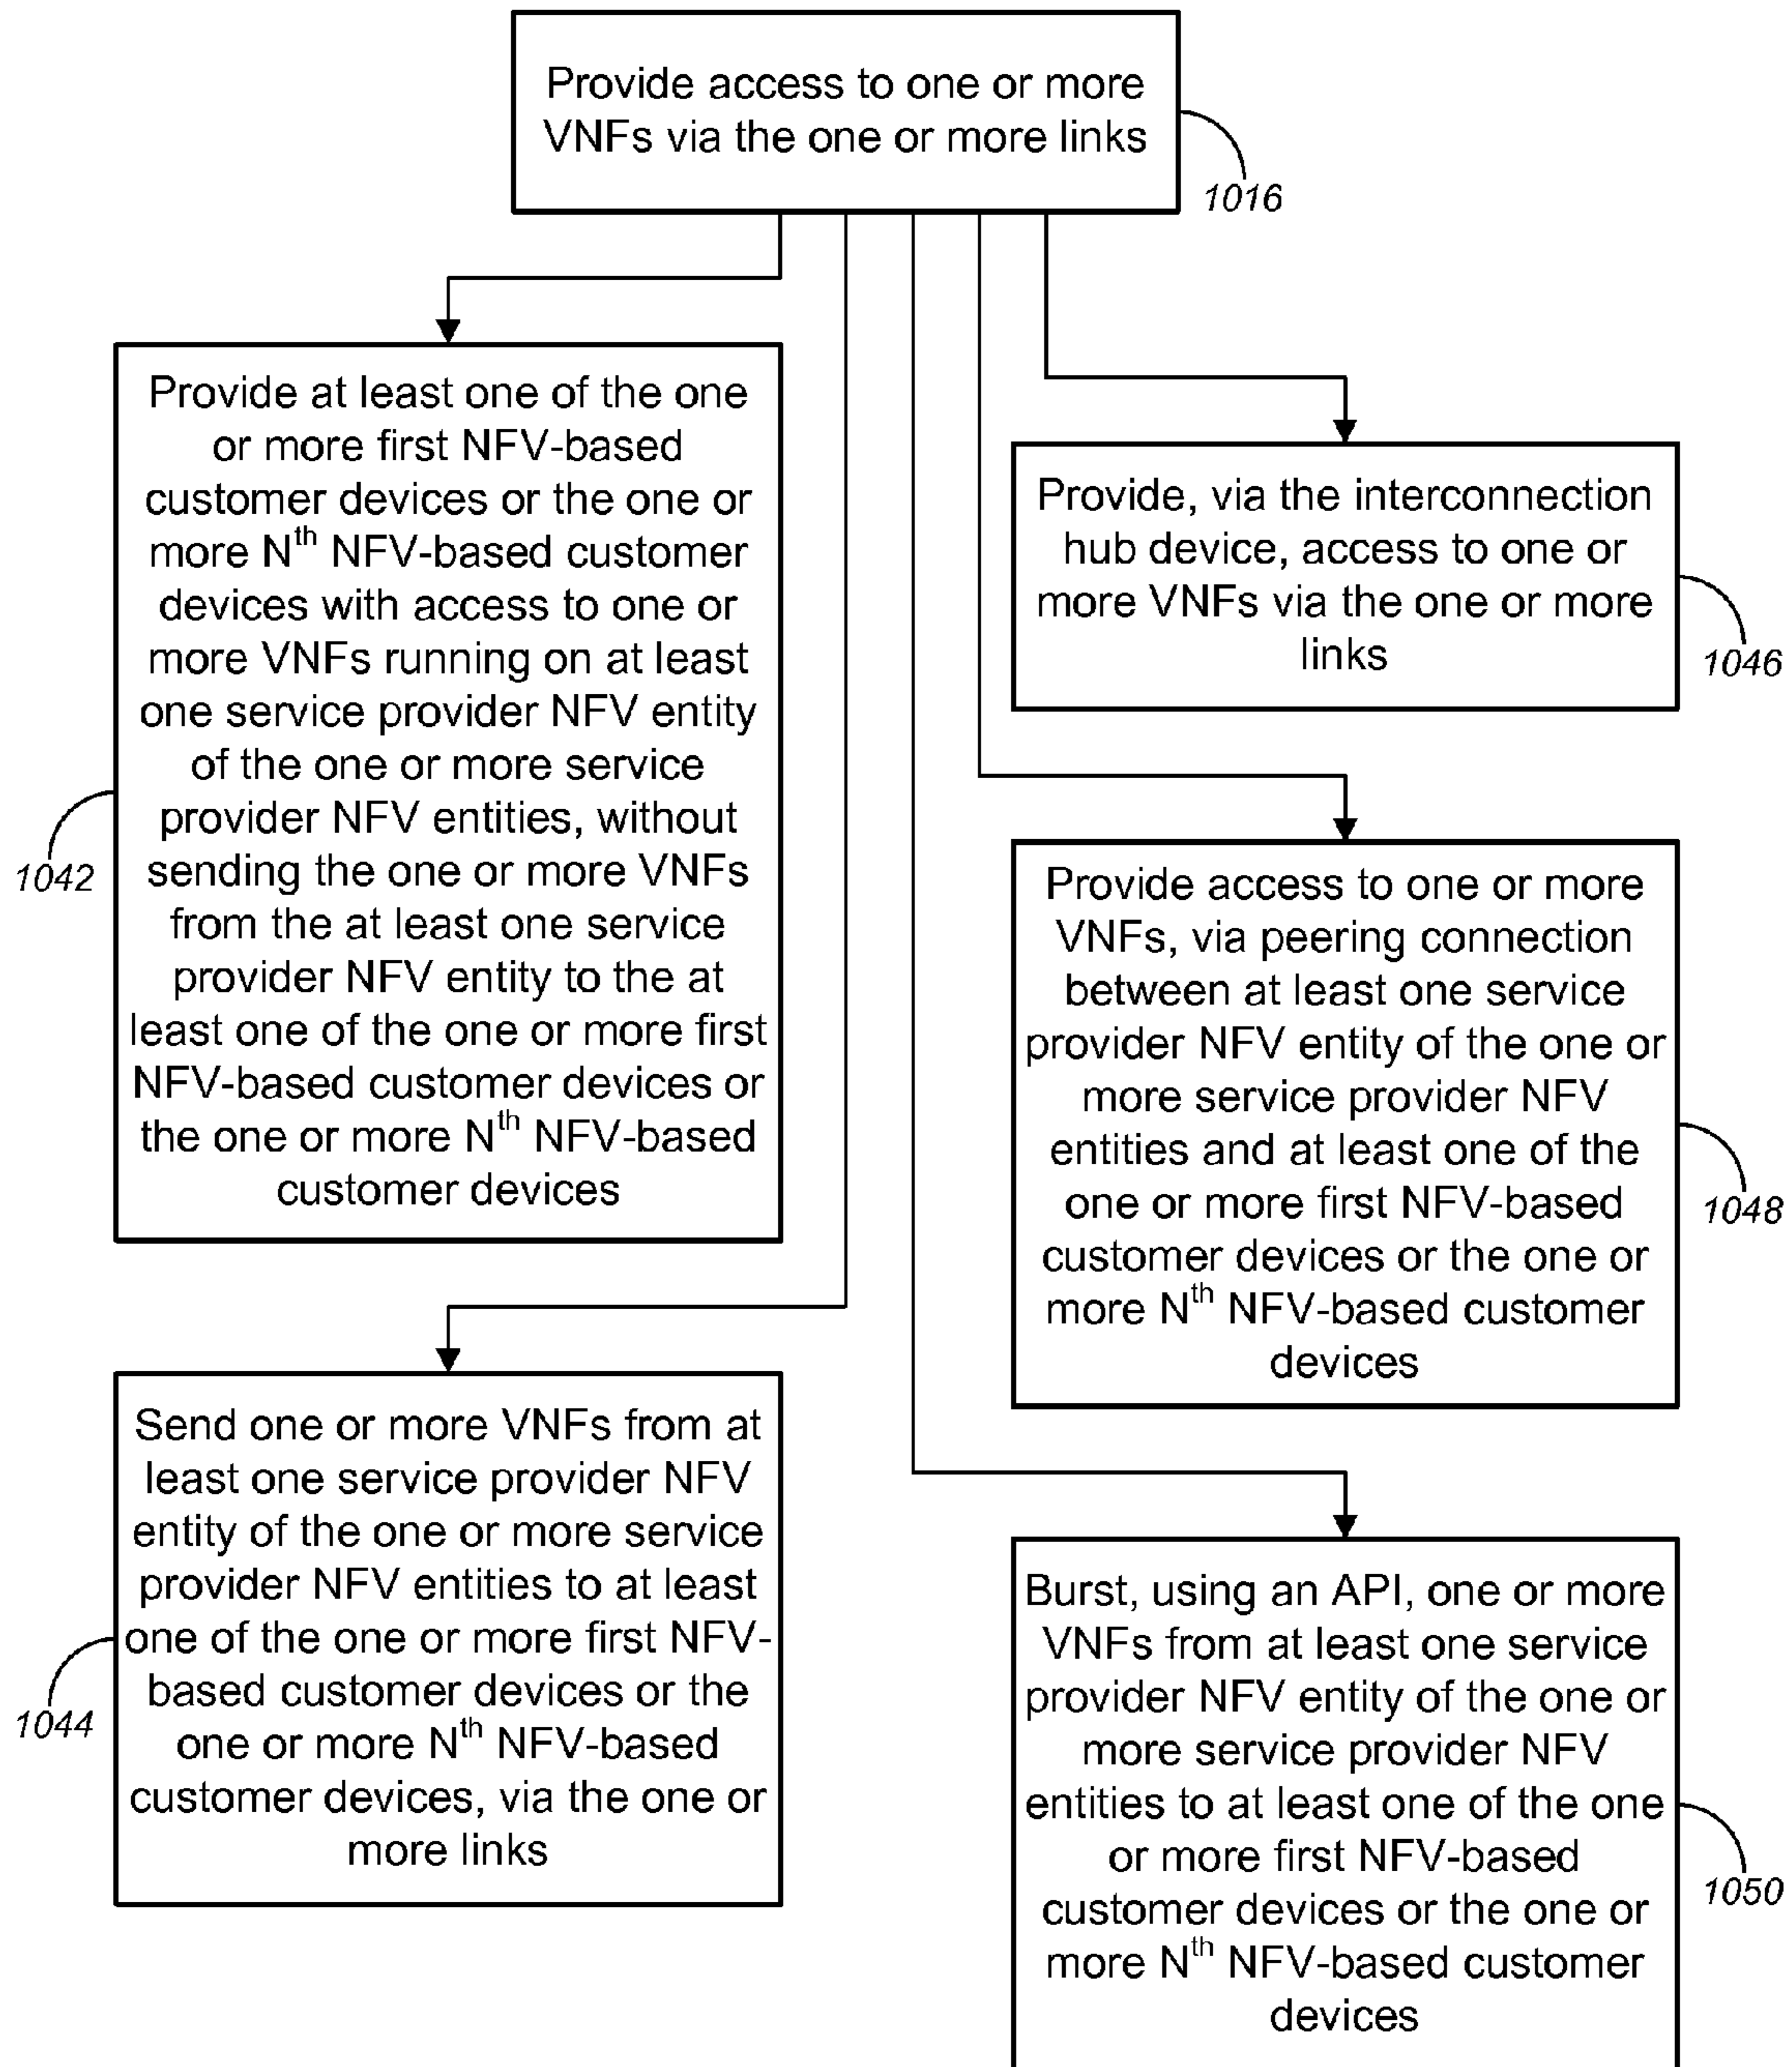 Provide access to one or more
VNFs via the one or more links
1016
Provide at least one of the one
or more first NFV-based
customer devices or the one or
more Nth NFV-based customer
devices with access to one or
more VNFs running on at least
one service provider NFV entity
of the one or more service
provider NFV entities, without
sending the one or more VNFs
from the at least one service
provider NFV entity to the at
least one of the one or more first
NFV-based customer devices or
the one or more Nth NFV-based
customer devices
1042
Send one or more VNFs from at
least one service provider NFV
entity of the one or more service
provider NFV entities to at least
one of the one or more first NFV-
based customer devices or the
one or more Nth NFV-based
customer devices, via the one or
more links
1044
Provide, via the interconnection
hub device, access to one or
more VNFs via the one or more
links
1046
Provide access to one or more
VNFs, via peering connection
between at least one service
provider NFV entity of the one or
more service provider NFV
entities and at least one of the
one or more first NFV-based
customer devices or the one or
more Nth NFV-based customer
devices
1048
Burst, using an API, one or more
VNFs from at least one service
provider NFV entity of the one or
more service provider NFV
entities to at least one of the one
or more first NFV-based
customer devices or the one or
more Nth NFV-based customer
devices
1050